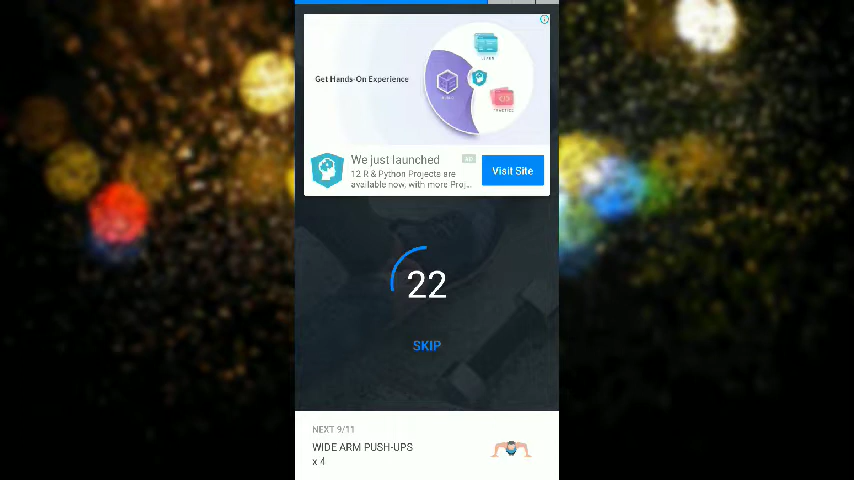 Get Hands-On Experience
We just launched
AD
12 R & Python Projects are
available now, with more Proj...
Visit Site
22
SKIP
NEXT 9/11
WIDE ARM PUSH-UPS
x 4